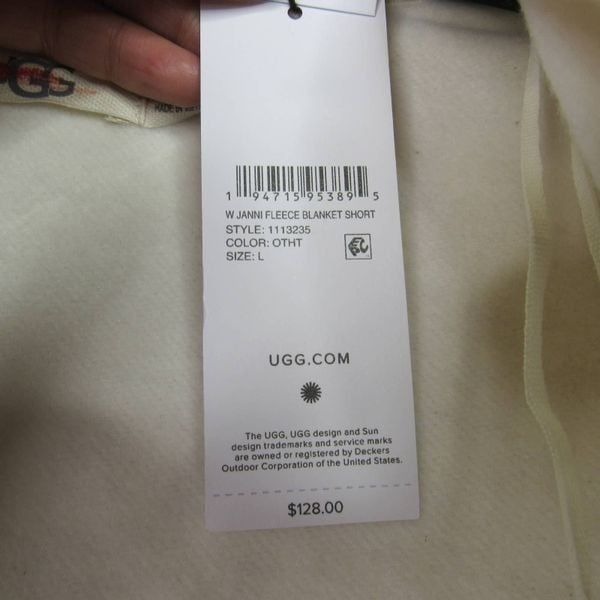 UGG
MADE IN
1 94715 95389 5
W JANNI FLEECE BLANKET SHORT
STYLE: 1113235
COLOR: OTHT
SIZE: L
UGG.COM
The UGG, UGG design and Sun
design trademarks and service marks
are owned or registered by Deckers
Outdoor Corporation of the United States.
$128.00